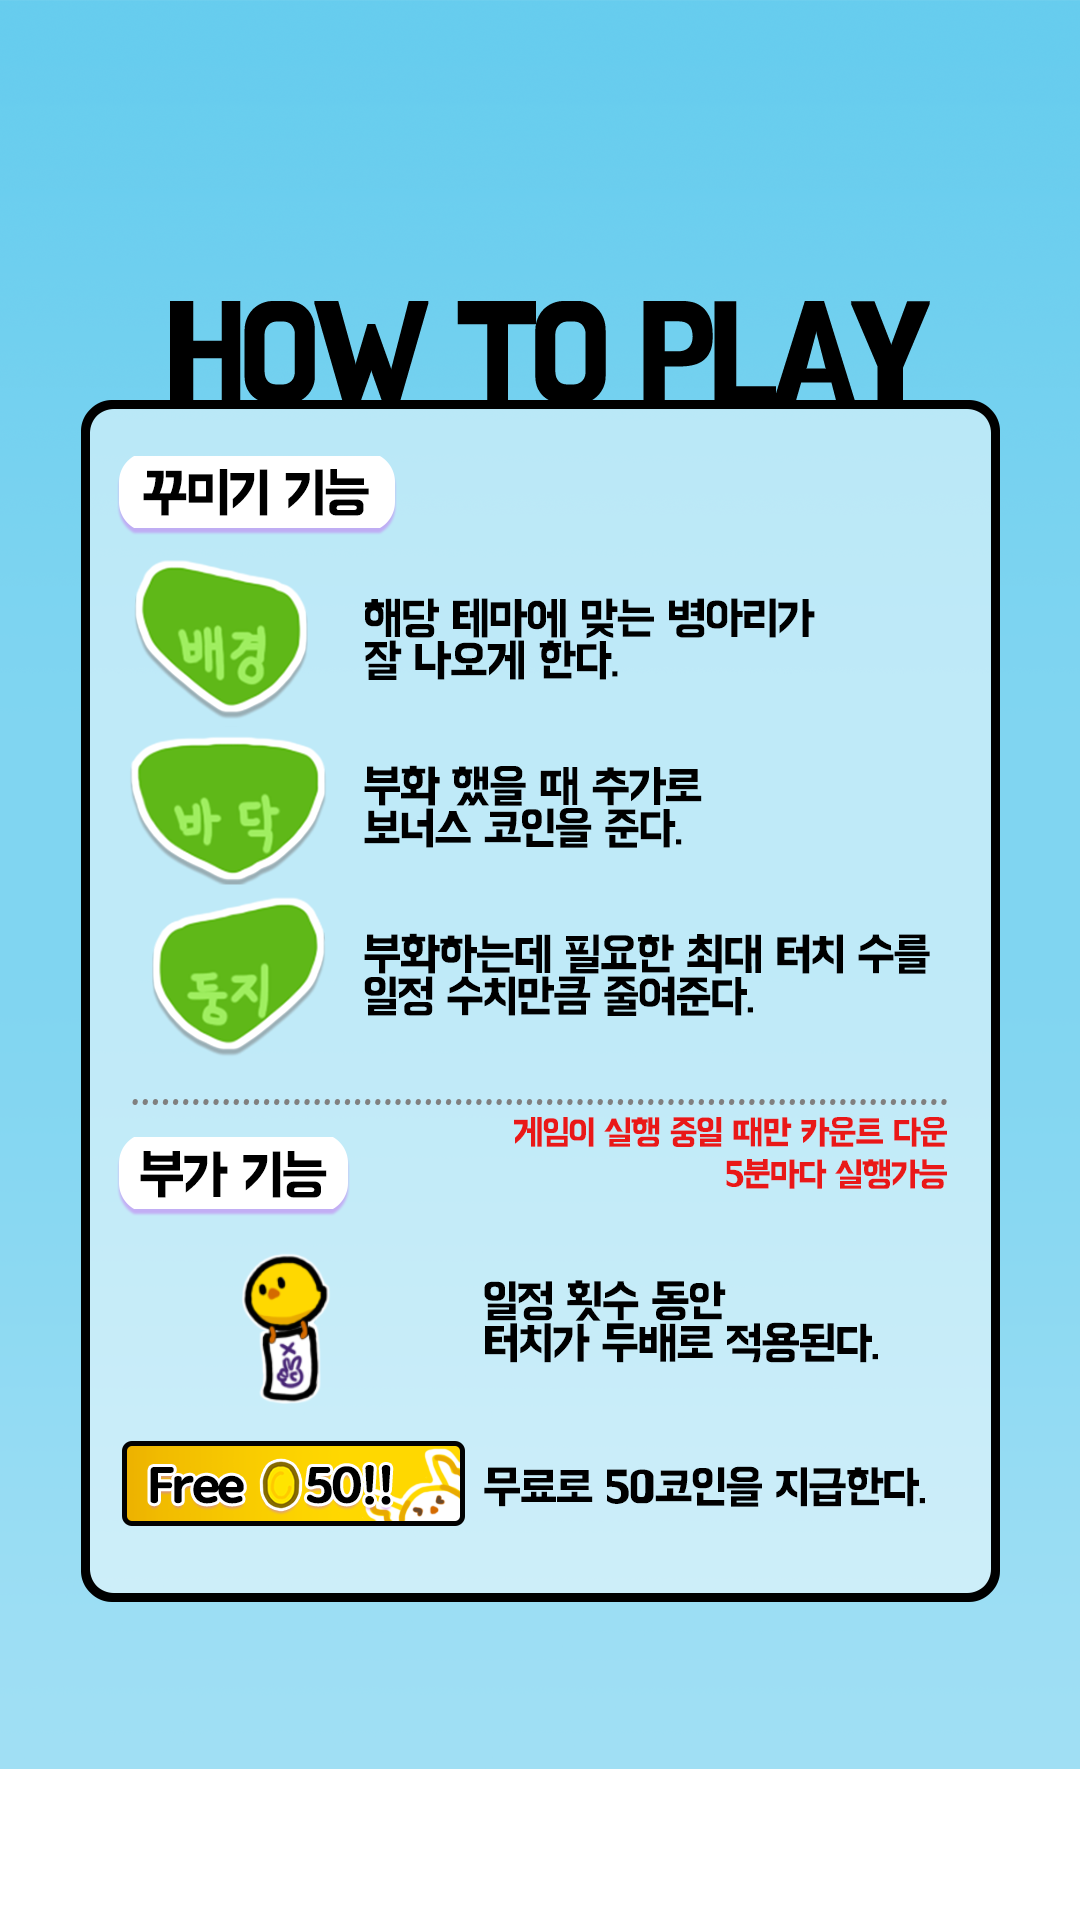 HOW TO PLAY
꾸미기 기능
배경
해당 테마에 맞는 병아리가
잘 나오게 한다.
바 닥
부화 했을 때 추가로
보너스 코인을 준다.
둥지
부화하는데 필요한 최대 터치 수를
일정 수치만큼 줄여준다.
게임이 실행 중일 때만 카운트 다운
5분마다 실행가능
부가 기능
일정 횟수 동안
터치가 두배로 적용된다.
X
Free 50!!
무료로 50코인을 지급한다.